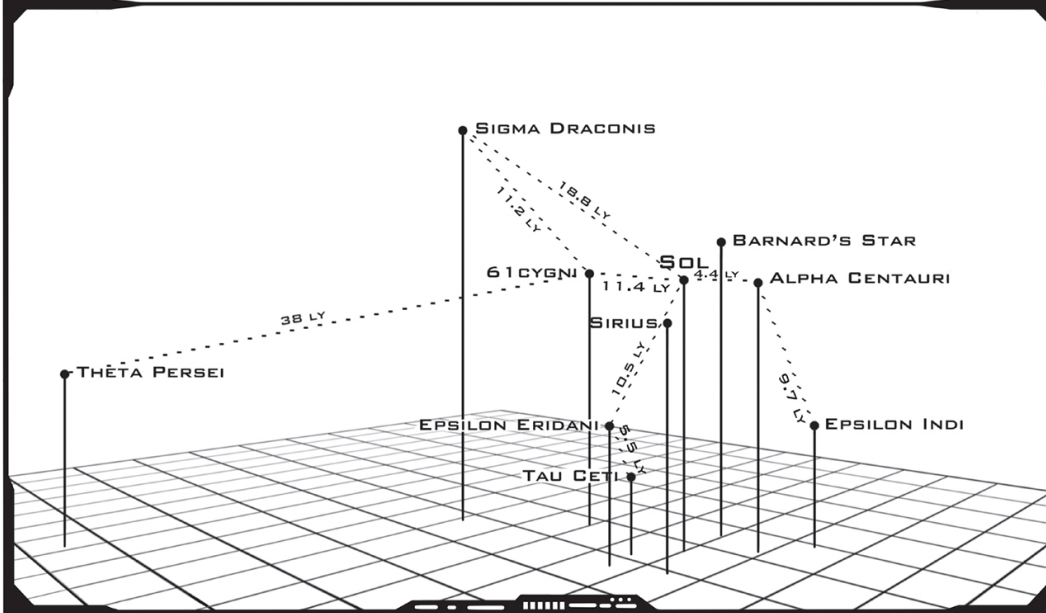 SIGMA DRACONIS
18.8 LY
11.2 LY
BARNARD'S STAR
SOL
61CYGNI
4.4 LY
ALPHA CENTAURI
11.4 LY
38 LY
SIRIUS
THETA PERSEI
10.5 LY
9.7 LY
EPSILON ERIDANI
EPSILON INDI
5.5 LY
TAU CETI